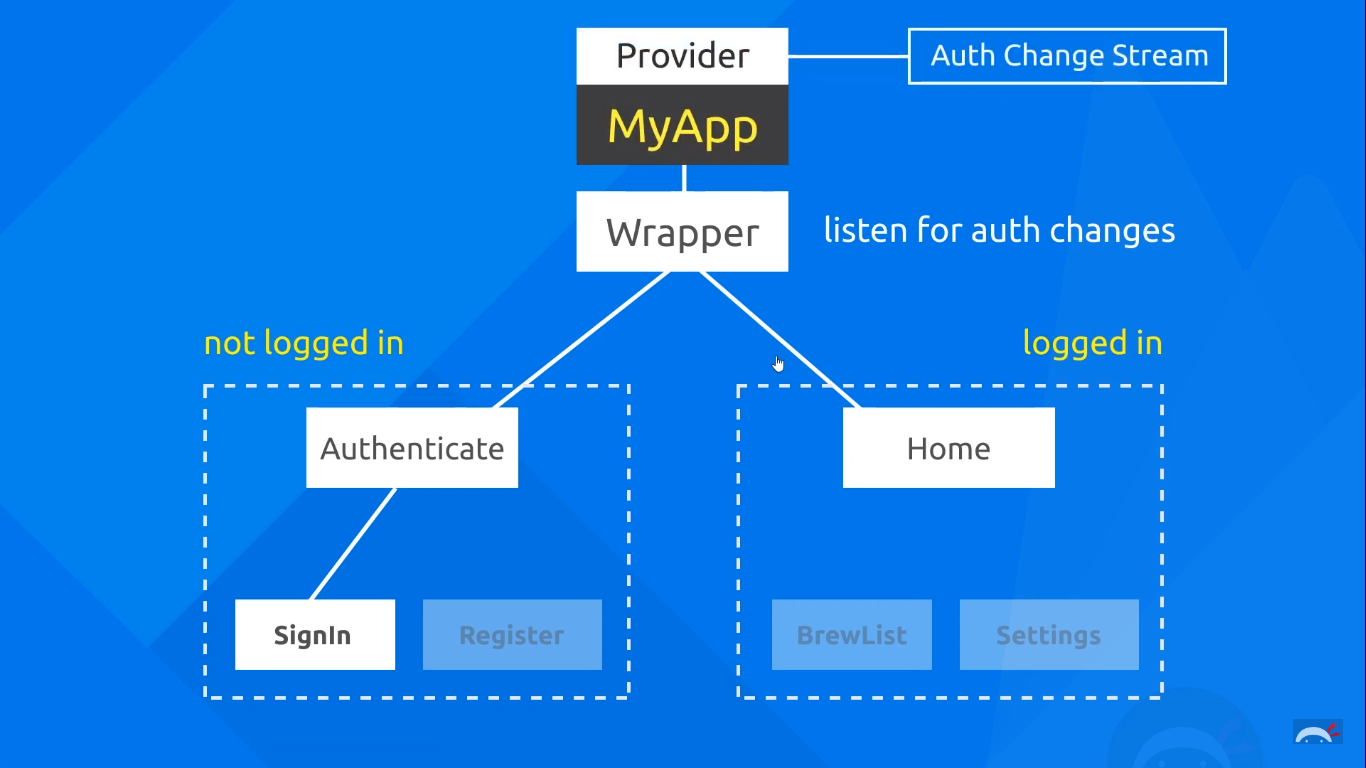 Provider
Auth Change Stream
MyApp
Wrapper
listen for auth changes
not logged in
logged in
Authenticate
Home
SignIn
Register
BrewList
Settings